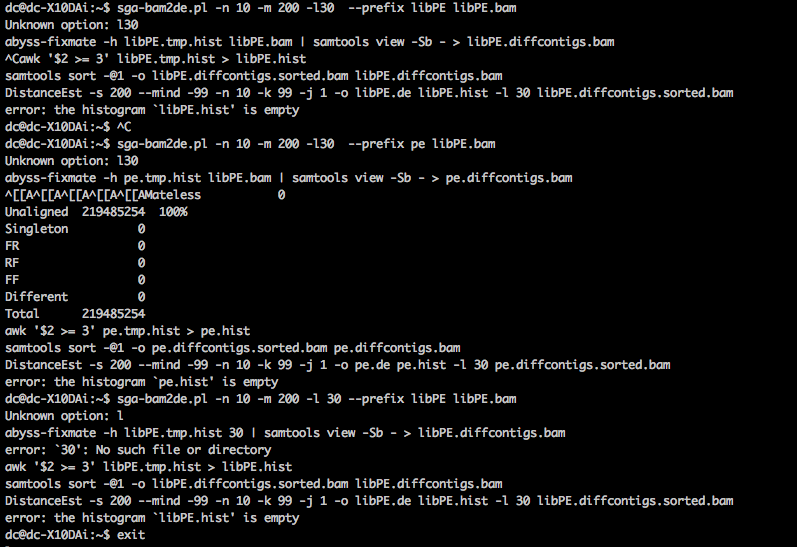 dc@dc-X10DAi:~$ sga-bam2de.pl -n 10 -m 200 -l30  --prefix libPE libPE.bam
Unknown option: l30
abyss-fixmate -h libPE.tmp.hist libPE.bam | samtools view -Sb - > libPE.diffcontigs.bam
^Cawk '$2 >= 3' libPE.tmp.hist > libPE.hist
samtools sort -@1 -o libPE.diffcontigs.sorted.bam libPE.diffcontigs.bam
DistanceEst -s 200 --mind -99 -n 10 -k 99 -j 1 -o libPE.de libPE.hist -l 30 libPE.diffcontigs.sorted.bam
error: the histogram `libPE.hist' is empty
dc@dc-X10DAi:~$ ^C
dc@dc-X10DAi:~$ sga-bam2de.pl -n 10 -m 200 -l30  --prefix pe libPE.bam
Unknown option: l30
abyss-fixmate -h pe.tmp.hist libPE.bam | samtools view -Sb - > pe.diffcontigs.bam
^[[A^[[A^[[A^[[A^[[AMateless          0
Unaligned  219485254  100%
Singleton         0
FR                0
RF                0
FF                0
Different         0
Total      219485254
awk '$2 >= 3' pe.tmp.hist > pe.hist
samtools sort -@1 -o pe.diffcontigs.sorted.bam pe.diffcontigs.bam
DistanceEst -s 200 --mind -99 -n 10 -k 99 -j 1 -o pe.de pe.hist -l 30 pe.diffcontigs.sorted.bam
error: the histogram `pe.hist' is empty
dc@dc-X10DAi:~$ sga-bam2de.pl -n 10 -m 200 -l 30 --prefix libPE libPE.bam
Unknown option: l
abyss-fixmate -h libPE.tmp.hist 30 | samtools view -Sb - > libPE.diffcontigs.bam
error: `30': No such file or directory
awk '$2 >= 3' libPE.tmp.hist > libPE.hist
samtools sort -@1 -o libPE.diffcontigs.sorted.bam libPE.diffcontigs.bam
DistanceEst -s 200 --mind -99 -n 10 -k 99 -j 1 -o libPE.de libPE.hist -l 30 libPE.diffcontigs.sorted.bam
error: the histogram `libPE.hist' is empty
dc@dc-X10DAi:~$ exit